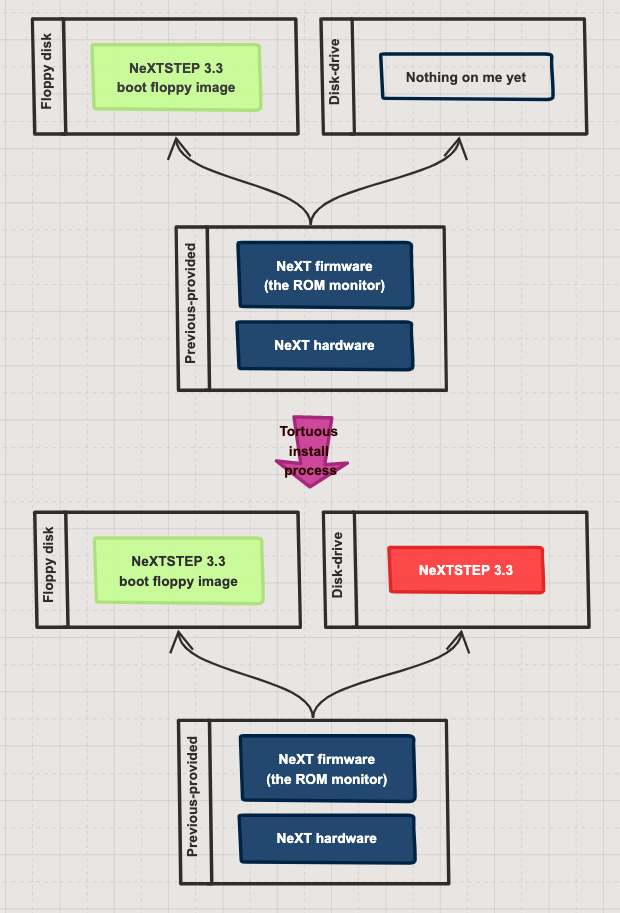 Floppy disk
NeXTSTEP 3.3
boot floppy image
Disk-drive
Nothing on me yet
Previous-provided
NeXT firmware
(the ROM monitor)
NeXT hardware
Tortuous
install
process
Floppy disk
NeXTSTEP 3.3
boot floppy image
Disk-drive
NeXTSTEP 3.3
Previous-provided
NeXT firmware
(the ROM monitor)
NeXT hardware